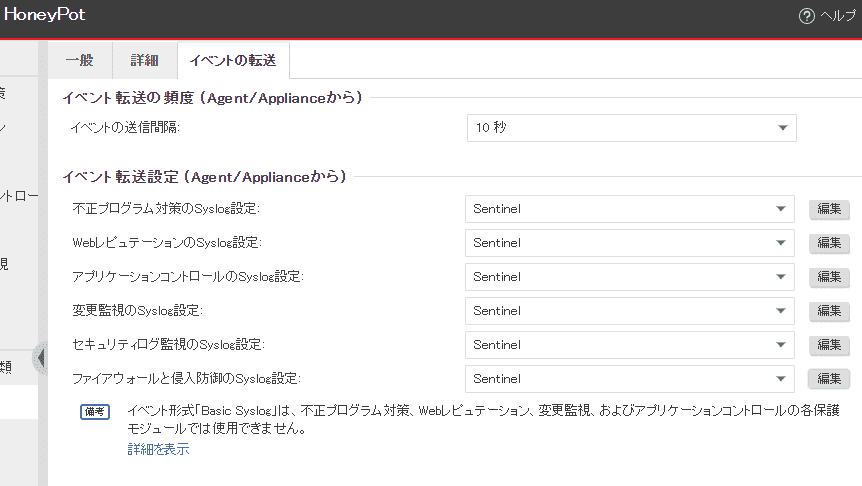 HoneyPot
ヘルプ
一般
詳細
イベントの転送
策
ン
ントロー
視
類
イベント転送の頻度 (Agent/Applianceから)
イベントの送信間隔:
10 秒
イベント転送設定 (Agent/Applianceから)
不正プログラム対策のSyslog設定: Sentinel 編集
WebレピュテーションのSyslog設定: Sentinel 編集
アプリケーションコントロールのSyslog設定: Sentinel 編集
変更監視のSyslog設定: Sentinel 編集
セキュリティログ監視のSyslog設定: Sentinel 編集
ファイアウォールと侵入防御のSyslog設定: Sentinel 編集
備考 イベント形式「Basic Syslog」は、不正プログラム対策、Webレピュテーション、変更監視、およびアプリケーションコントロールの各保護
モジュールでは使用できません。
詳細を表示